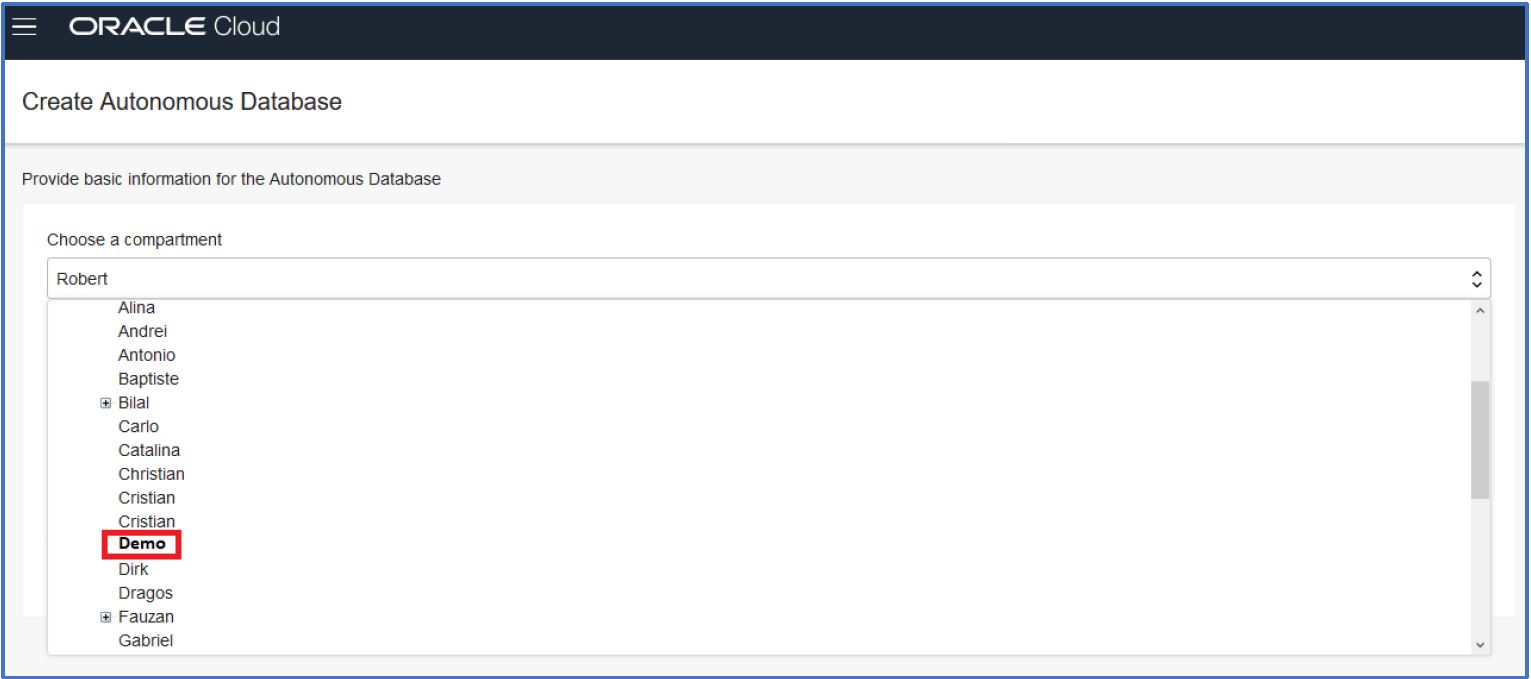 ORACLE Cloud
Create Autonomous Database
Provide basic information for the Autonomous Database
Choose a compartment
Robert
Alina
Andrei
Antonio
Baptiste
Bilal
Carlo
Catalina
Christian
Cristian
Cristian
Demo
Dirk
Dragos
Fauzan
Gabriel